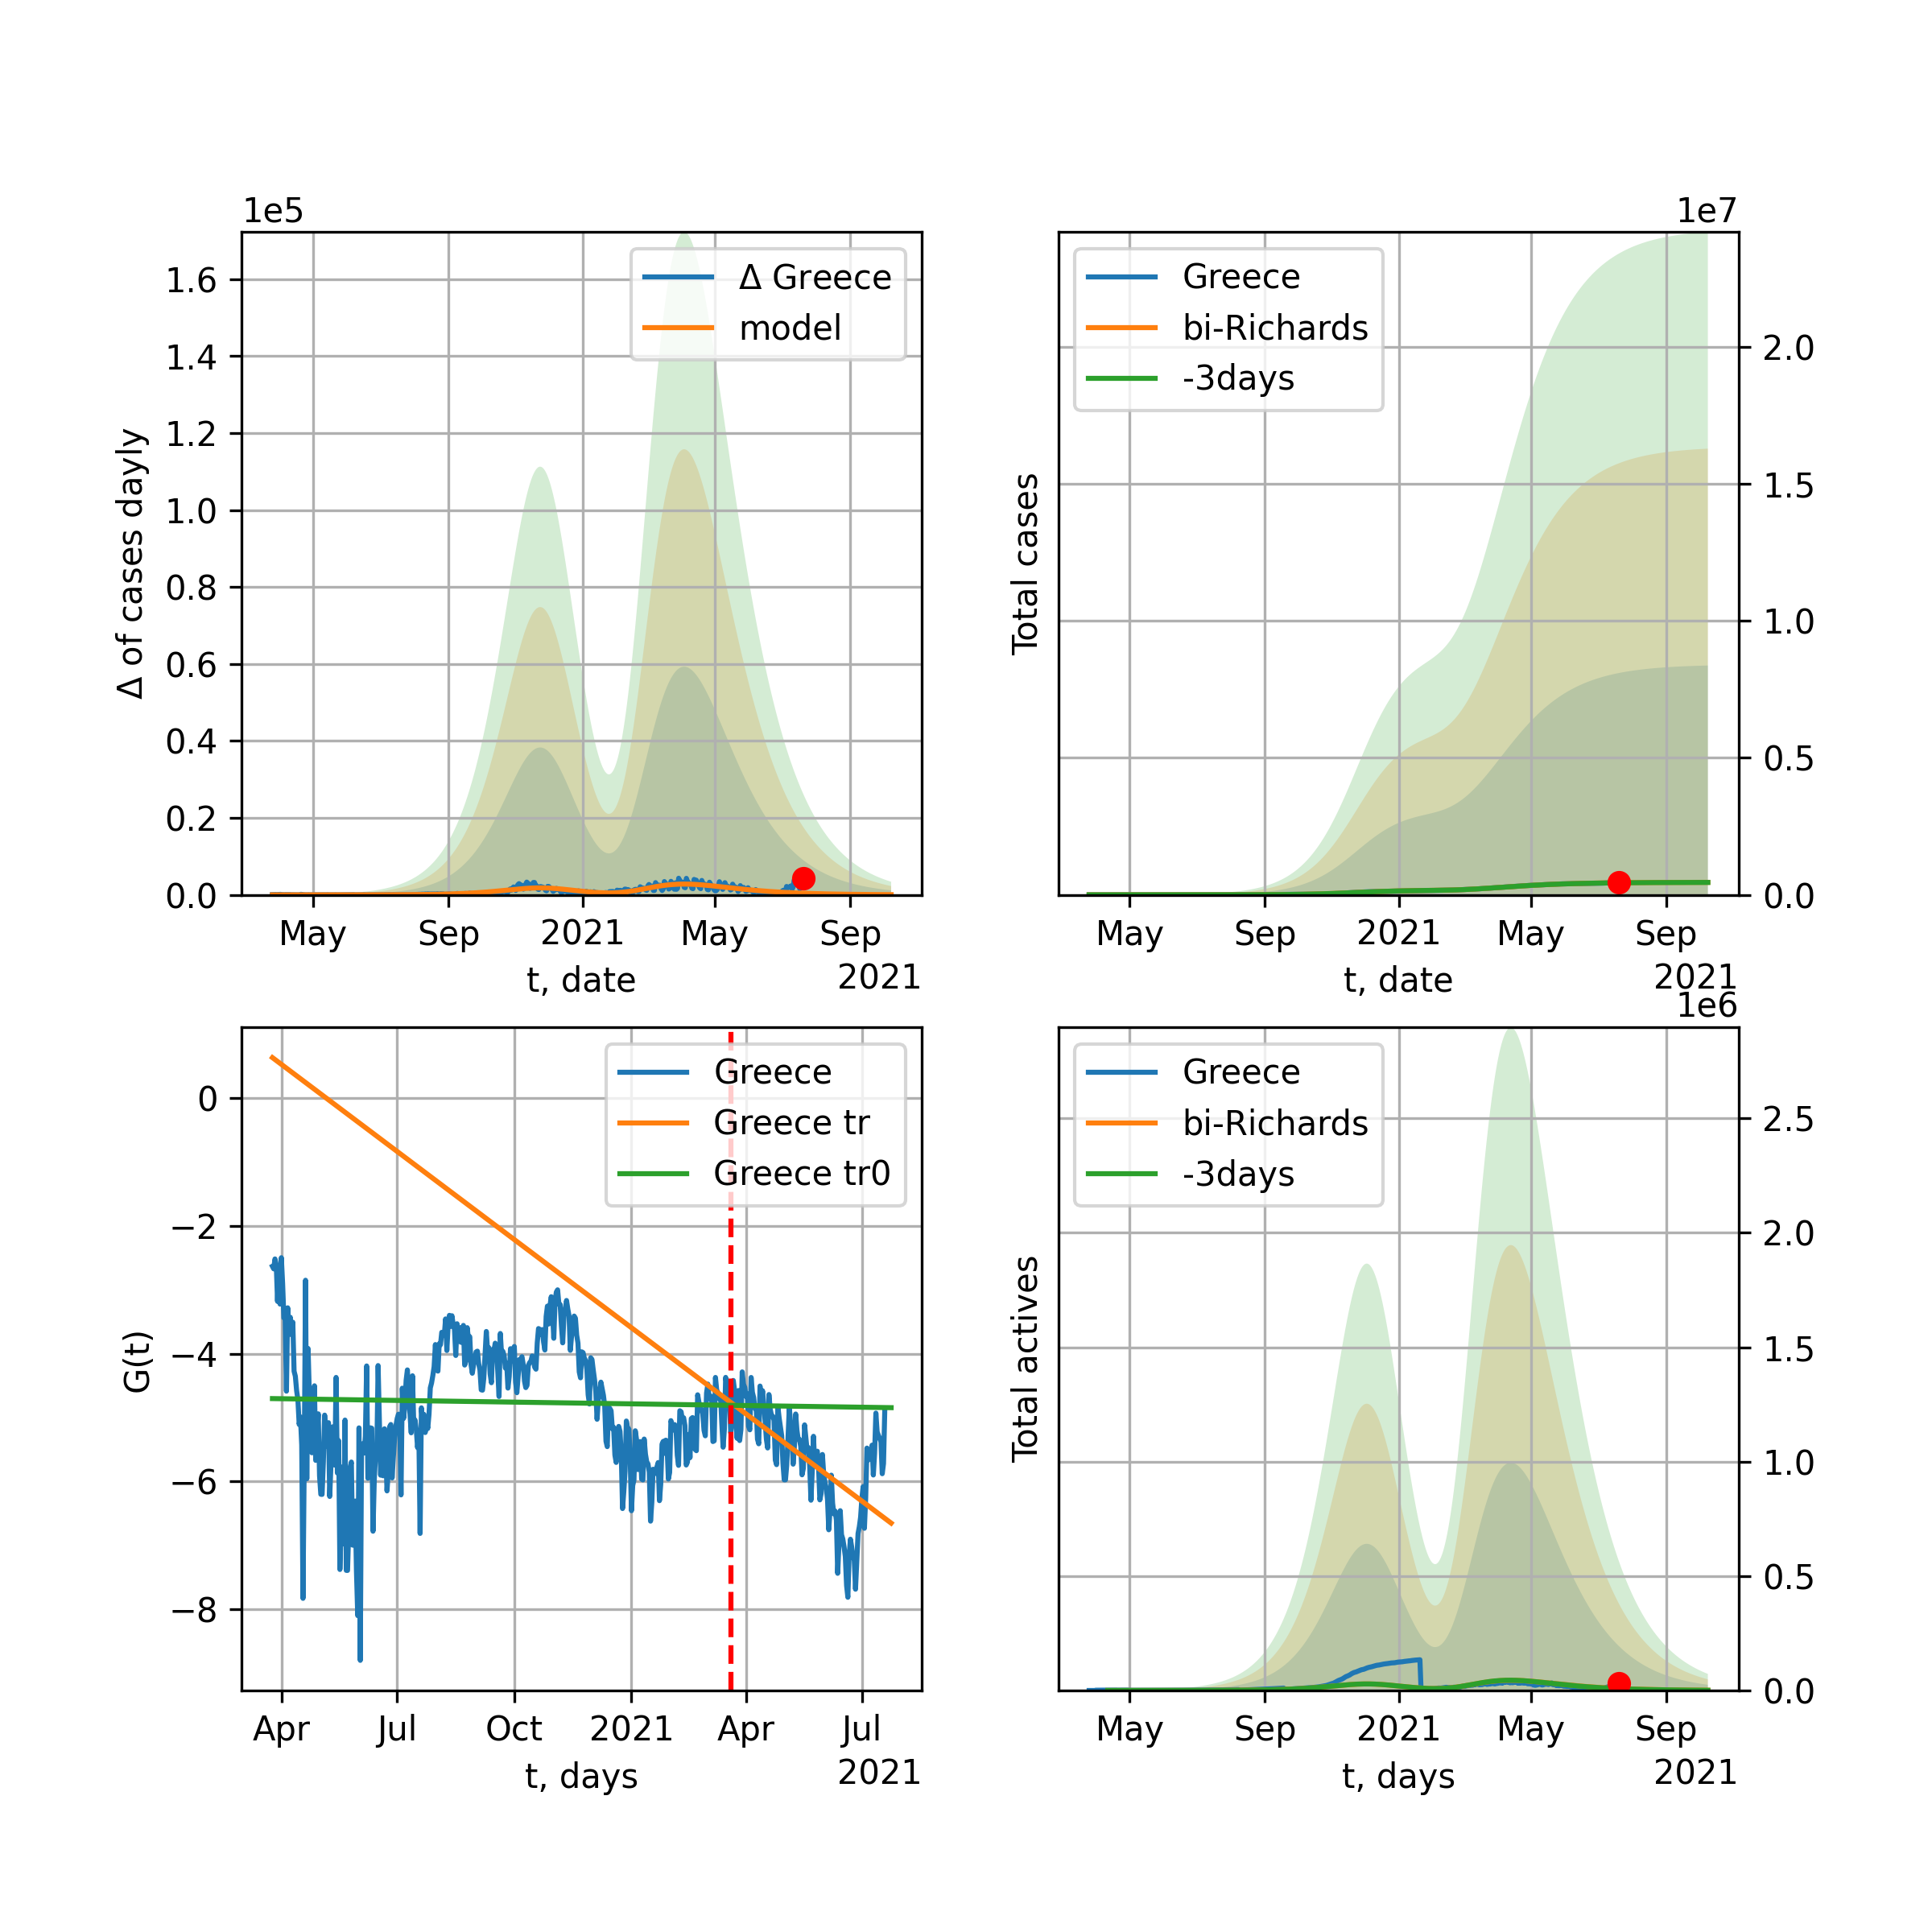 1e5
Δ of cases dayly
1.6
1.4
1.2
1.0
0.8
0.6
0.4
0.2
0.0
Δ Greece
model
May Sep 2021 May Sep
t, date
2021
1e7
Total cases
Greece
bi-Richards
-3days
2.0
1.5
1.0
0.5
0.0
May Sep 2021 May Sep
t, date
2021
G(t)
0
−2
−4
−6
−8
Greece
Greece tr
Greece tr0
Apr Jul Oct 2021 Apr Jul
t, days
2021
1e6
Total actives
Greece
bi-Richards
-3days
2.5
2.0
1.5
1.0
0.5
0.0
May Sep 2021 May Sep
t, days
2021